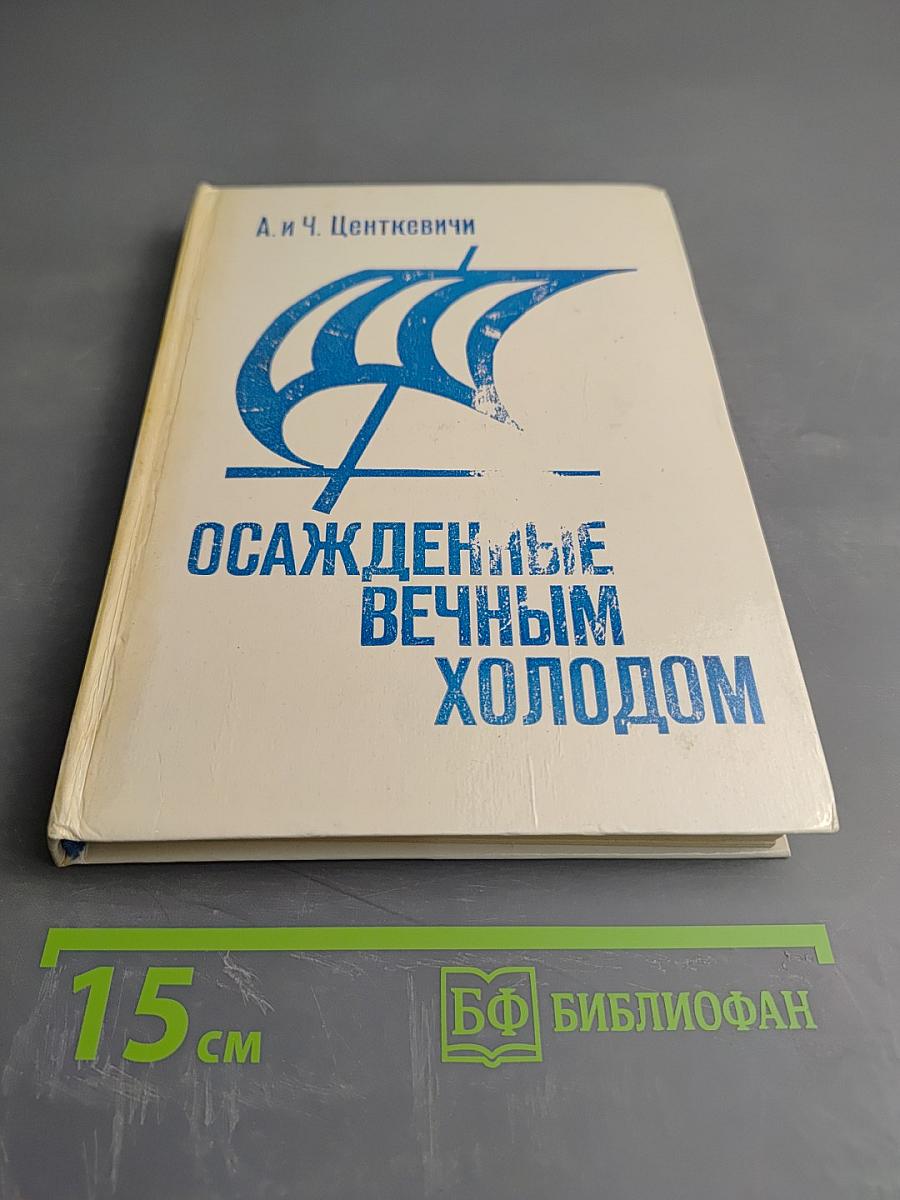 А. и Ч. Центкевичи
ОСАЖДЕННЫЕ
ВЕЧНЫМ
ХОЛОДОМ
15 см
БФ БИБЛИОФАН